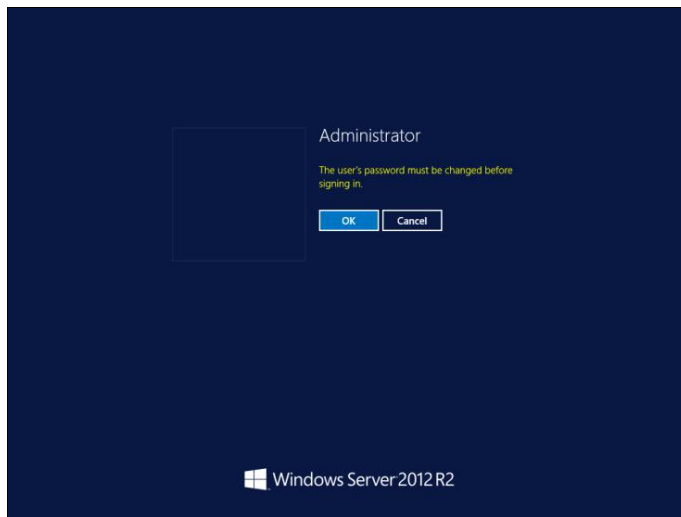 Administrator
The user's password must be changed before
signing in.
OK Cancel
Windows Server 2012 R2